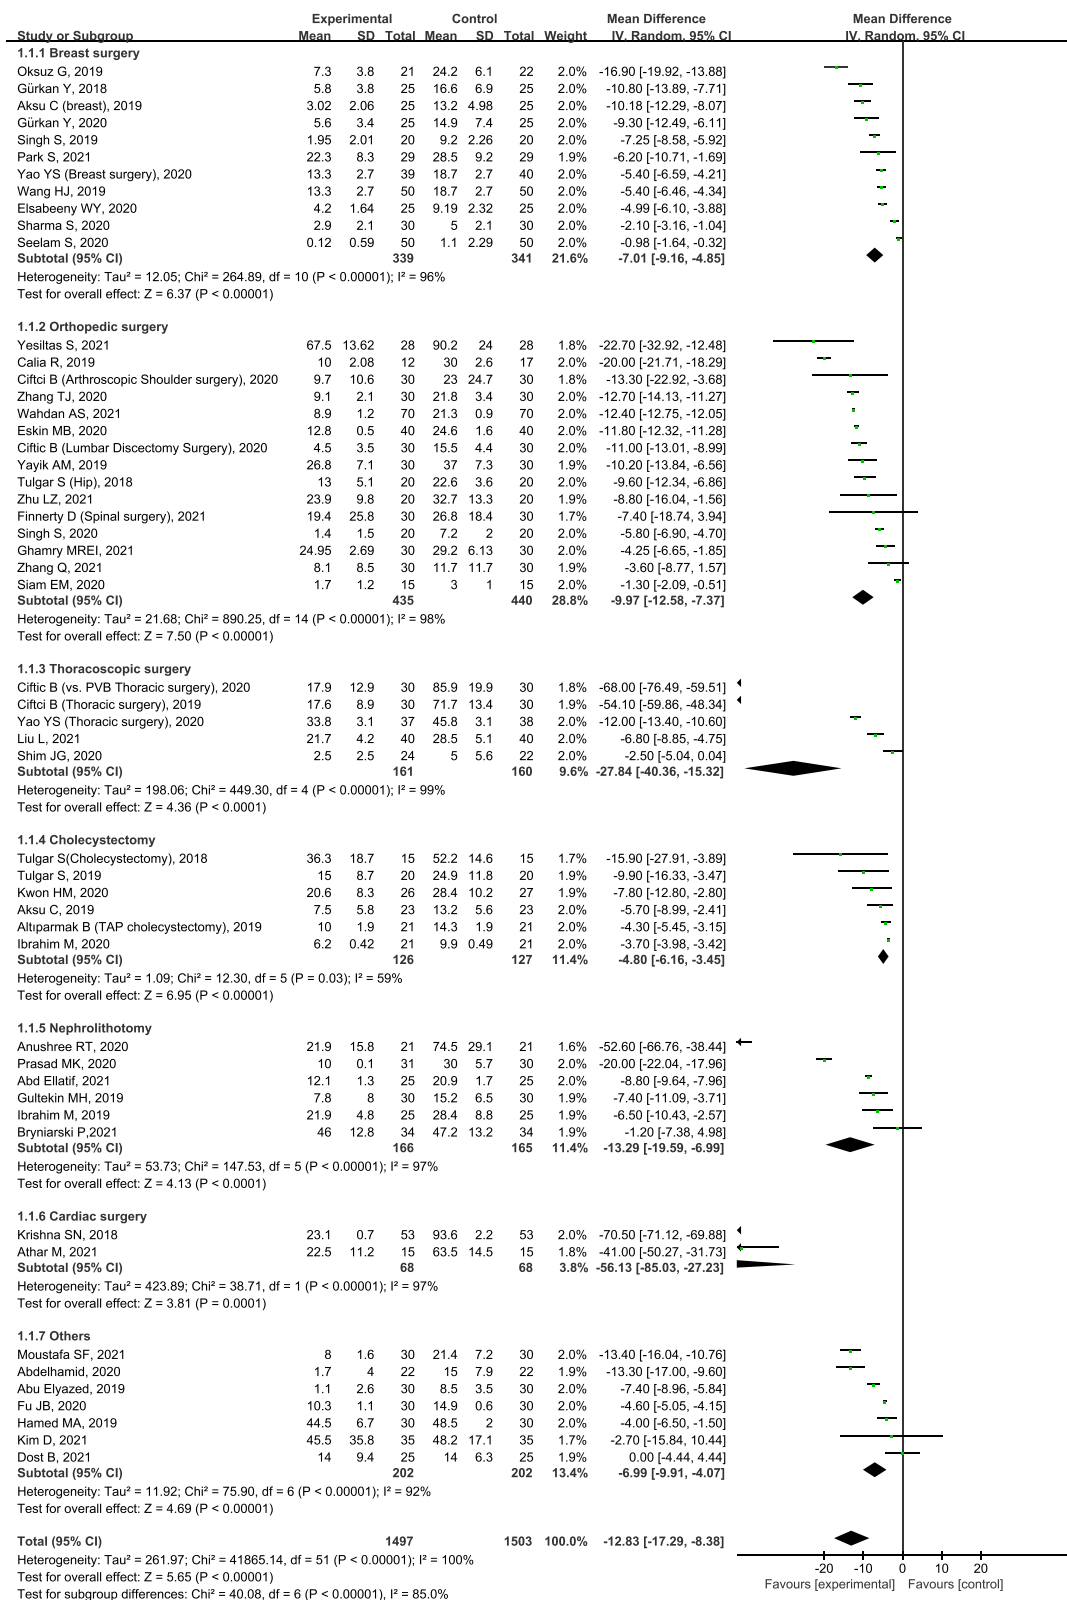 Experimental Control Mean Difference Mean Difference
Study or Subgroup Mean SD Total Mean SD Total Weight IV. Random. 95% CI IV. Random. 95% CI
1.1.1 Breast surgery
Oksuz G, 2019 7.3 3.8 21 24.2 6.1 22 2.0% -16.90 [-19.92, -13.88]
Gürkan Y, 2018 5.8 3.8 25 16.6 6.9 25 2.0% -10.80 [-13.89, -7.71]
Aksu C (breast), 2019 3.02 2.06 25 13.2 4.98 25 2.0% -10.18 [-12.29, -8.07]
Gürkan Y, 2020 5.6 3.4 25 14.9 7.4 25 2.0% -9.30 [-12.49, -6.11]
Singh S, 2019 1.95 2.01 20 9.2 2.26 20 2.0% -7.25 [-8.58, -5.92]
Park S, 2021 22.3 8.3 29 28.5 9.2 29 1.9% -6.20 [-10.71, -1.69]
Yao YS (Breast surgery), 2020 13.3 2.7 39 18.7 2.7 40 2.0% -5.40 [-6.59, -4.21]
Wang HJ, 2019 13.3 2.7 50 18.7 2.7 50 2.0% -5.40 [-6.46, -4.34]
Elsabeeny WY, 2020 4.2 1.64 25 9.19 2.32 25 2.0% -4.99 [-6.10, -3.88]
Sharma S, 2020 2.9 2.1 30 5 2.1 30 2.0% -2.10 [-3.16, -1.04]
Seelam S, 2020 0.12 0.59 50 1.1 2.29 50 2.0% -0.98 [-1.64, -0.32]
Subtotal (95% CI) 339 341 21.6% -7.01 [-9.16, -4.85]
Heterogeneity: Tau² = 12.05; Chi² = 264.89, df = 10 (P < 0.00001); I² = 96%
Test for overall effect: Z = 6.37 (P < 0.00001)
1.1.2 Orthopedic surgery
Yesiltas S, 2021 67.5 13.62 28 90.2 24 28 1.8% -22.70 [-32.92, -12.48]
Calia R, 2019 10 2.08 12 30 2.6 17 2.0% -20.00 [-21.71, -18.29]
Ciftci B (Arthroscopic Shoulder surgery), 2020 9.7 10.6 30 23 24.7 30 1.8% -13.30 [-22.92, -3.68]
Zhang TJ, 2020 9.1 2.1 30 21.8 3.4 30 2.0% -12.70 [-14.13, -11.27]
Wahdan AS, 2021 8.9 1.2 70 21.3 0.9 70 2.0% -12.40 [-12.75, -12.05]
Eskin MB, 2020 12.8 0.5 40 24.6 1.6 40 2.0% -11.80 [-12.32, -11.28]
Ciftic B (Lumbar Discectomy Surgery), 2020 4.5 3.5 30 15.5 4.4 30 2.0% -11.00 [-13.01, -8.99]
Yayik AM, 2019 26.8 7.1 30 37 7.3 30 1.9% -10.20 [-13.84, -6.56]
Tulgar S (Hip), 2018 13 5.1 20 22.6 3.6 20 2.0% -9.60 [-12.34, -6.86]
Zhu LZ, 2021 23.9 9.8 20 32.7 13.3 20 1.9% -8.80 [-16.04, -1.56]
Finnerty D (Spinal surgery), 2021 19.4 25.8 30 26.8 18.4 30 1.7% -7.40 [-18.74, 3.94]
Singh S, 2020 1.4 1.5 20 7.2 2 20 2.0% -5.80 [-6.90, -4.70]
Ghamry MREI, 2021 24.95 2.69 30 29.2 6.13 30 2.0% -4.25 [-6.65, -1.85]
Zhang Q, 2021 8.1 8.5 30 11.7 11.7 30 1.9% -3.60 [-8.77, 1.57]
Siam EM, 2020 1.7 1.2 15 3 1 15 2.0% -1.30 [-2.09, -0.51]
Subtotal (95% CI) 435 440 28.8% -9.97 [-12.58, -7.37]
Heterogeneity: Tau² = 21.68; Chi² = 890.25, df = 14 (P < 0.00001); I² = 98%
Test for overall effect: Z = 7.50 (P < 0.00001)
1.1.3 Thoracoscopic surgery
Ciftic B (vs. PVB Thoracic surgery), 2020 17.9 12.9 30 85.9 19.9 30 1.8% -68.00 [-76.49, -59.51]
Ciftci B (Thoracic surgery), 2019 17.6 8.9 30 71.7 13.4 30 1.9% -54.10 [-59.86, -48.34]
Yao YS (Thoracic surgery), 2020 33.8 3.1 37 45.8 3.1 38 2.0% -12.00 [-13.40, -10.60]
Liu L, 2021 21.7 4.2 40 28.5 5.1 40 2.0% -6.80 [-8.85, -4.75]
Shim JG, 2020 2.5 2.5 24 5 5.6 22 2.0% -2.50 [-5.04, 0.04]
Subtotal (95% CI) 161 160 9.6% -27.84 [-40.36, -15.32]
Heterogeneity: Tau² = 198.06; Chi² = 449.30, df = 4 (P < 0.00001); I² = 99%
Test for overall effect: Z = 4.36 (P < 0.0001)
1.1.4 Cholecystectomy
Tulgar S(Cholecystectomy), 2018 36.3 18.7 15 52.2 14.6 15 1.7% -15.90 [-27.91, -3.89]
Tulgar S, 2019 15 8.7 20 24.9 11.8 20 1.9% -9.90 [-16.33, -3.47]
Kwon HM, 2020 20.6 8.3 26 28.4 10.2 27 1.9% -7.80 [-12.80, -2.80]
Aksu C, 2019 7.5 5.8 23 13.2 5.6 23 2.0% -5.70 [-8.99, -2.41]
Altıparmak B (TAP cholecystectomy), 2019 10 1.9 21 14.3 1.9 21 2.0% -4.30 [-5.45, -3.15]
Ibrahim M, 2020 6.2 0.42 21 9.9 0.49 21 2.0% -3.70 [-3.98, -3.42]
Subtotal (95% CI) 126 127 11.4% -4.80 [-6.16, -3.45]
Heterogeneity: Tau² = 1.09; Chi² = 12.30, df = 5 (P = 0.03); I² = 59%
Test for overall effect: Z = 6.95 (P < 0.00001)
1.1.5 Nephrolithotomy
Anushree RT, 2020 21.9 15.8 21 74.5 29.1 21 1.6% -52.60 [-66.76, -38.44]
Prasad MK, 2020 10 0.1 31 30 5.7 30 2.0% -20.00 [-22.04, -17.96]
Abd Ellatif, 2021 12.1 1.3 25 20.9 1.7 25 2.0% -8.80 [-9.64, -7.96]
Gultekin MH, 2019 7.8 8 30 15.2 6.5 30 1.9% -7.40 [-11.09, -3.71]
Ibrahim M, 2019 21.9 4.8 25 28.4 8.8 25 1.9% -6.50 [-10.43, -2.57]
Bryniarski P,2021 46 12.8 34 47.2 13.2 34 1.9% -1.20 [-7.38, 4.98]
Subtotal (95% CI) 166 165 11.4% -13.29 [-19.59, -6.99]
Heterogeneity: Tau² = 53.73; Chi² = 147.53, df = 5 (P < 0.00001); I² = 97%
Test for overall effect: Z = 4.13 (P < 0.0001)
1.1.6 Cardiac surgery
Krishna SN, 2018 23.1 0.7 53 93.6 2.2 53 2.0% -70.50 [-71.12, -69.88]
Athar M, 2021 22.5 11.2 15 63.5 14.5 15 1.8% -41.00 [-50.27, -31.73]
Subtotal (95% CI) 68 68 3.8% -56.13 [-85.03, -27.23]
Heterogeneity: Tau² = 423.89; Chi² = 38.71, df = 1 (P < 0.00001); I² = 97%
Test for overall effect: Z = 3.81 (P = 0.0001)
1.1.7 Others
Moustafa SF, 2021 8 1.6 30 21.4 7.2 30 2.0% -13.40 [-16.04, -10.76]
Abdelhamid, 2020 1.7 4 22 15 7.9 22 1.9% -13.30 [-17.00, -9.60]
Abu Elyazed, 2019 1.1 2.6 30 8.5 3.5 30 2.0% -7.40 [-8.96, -5.84]
Fu JB, 2020 10.3 1.1 30 14.9 0.6 30 2.0% -4.60 [-5.05, -4.15]
Hamed MA, 2019 44.5 6.7 30 48.5 2 30 2.0% -4.00 [-6.50, -1.50]
Kim D, 2021 45.5 35.8 35 48.2 17.1 35 1.7% -2.70 [-15.84, 10.44]
Dost B, 2021 14 9.4 25 14 6.3 25 1.9% 0.00 [-4.44, 4.44]
Subtotal (95% CI) 202 202 13.4% -6.99 [-9.91, -4.07]
Heterogeneity: Tau² = 11.92; Chi² = 75.90, df = 6 (P < 0.00001); I² = 92%
Test for overall effect: Z = 4.69 (P < 0.00001)
Total (95% CI) 1497 1503 100.0% -12.83 [-17.29, -8.38]
Heterogeneity: Tau² = 261.97; Chi² = 41865.14, df = 51 (P < 0.00001); I² = 100%
Test for overall effect: Z = 5.65 (P < 0.00001)
Test for subgroup differences: Chi² = 40.08, df = 6 (P < 0.00001), I² = 85.0%
-20 -10 0 10 20
Favours [experimental] Favours [control]